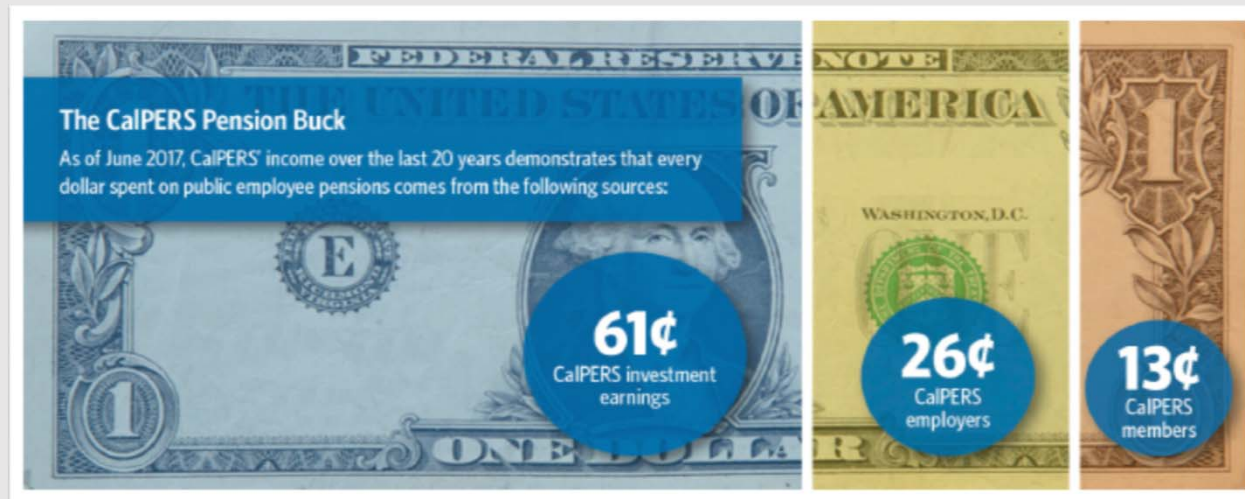 FEDERAL RESERVE NOTE
THE UNITED STATES OF AMERICA
The CalPERS Pension Buck
As of June 2017, CalPERS' income over the last 20 years demonstrates that every
dollar spent on public employee pensions comes from the following sources:
WASHINGTON, D.C.
E
ONE
1
61¢
CalPERS investment
earnings
26¢
CalPERS
employers
13¢
CalPERS
members
1
ONE DOLLAR